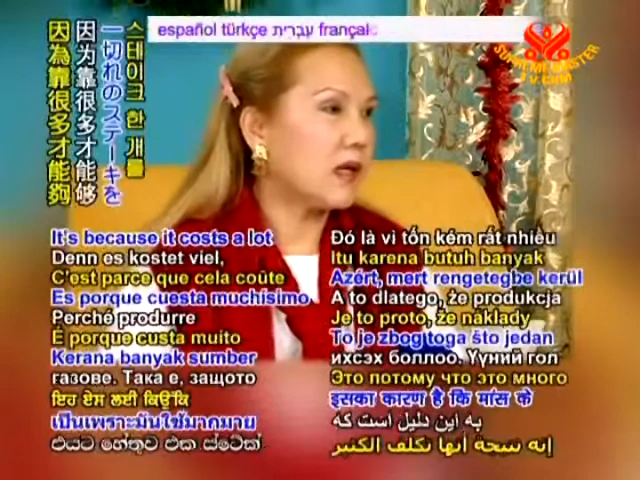 español türkçe עִבְרִית françai
SUPREME MASTER
TV.COM
스테이크 한 개를
一切れのステーキを
因为靠很多才能够
因為靠很多才能夠
It's because it costs a lot
Denn es kostet viel,
C'est parce que cela coûte
Es porque cuesta muchísimo
Perché produrre
É porque custa muito
Kerana banyak sumber
газове. Така е, защото
ਇਹ ਏਸ ਲਈ ਕਿਉਂਕਿ
เป็นเพราะมันใช้มากมาย
එයට හේතුව එක ස්ටේක්
Đó là vì tốn kém rất nhiều
Itu karena butuh banyak
Azért, mert rengetegbe kerül
A to dlatego, że produkcja
Je to proto, že náklady
To je zbog toga što jedan
ихсэх боллоо. Үүний гол
Это потому что это много
इसका कारण है कि मांस के
به این دلیل است که
إنه نتيجة أنها تكلف الكثير